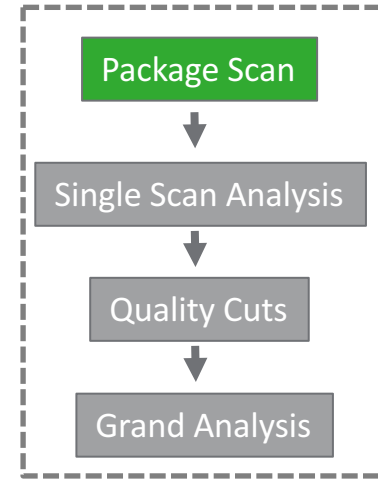 Package Scan
Single Scan Analysis
Quality Cuts
Grand Analysis